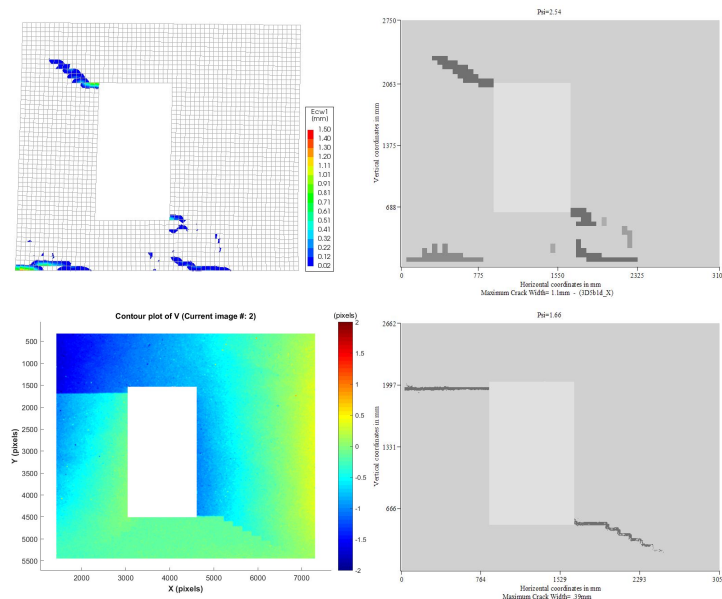 Ecw1
(mm)
1.50
1.40
1.30
1.20
1.11
1.01
0.91
0.81
0.71
0.61
0.51
0.41
0.32
0.22
0.12
0.02
Psi=2.54
2750
2063
1375
688
0 775 1550 2325 310
Vertical coordinates in mm
Horizontal coordinates in mm
Maximum Crack Width= 1.1mm - (3D5b1d_X)
Contour plot of V (Current image #: 2)
(pixels)
500
1000
1500
2000
2500
3000
3500
4000
4500
5000
5500
Y (pixels)
2000 3000 4000 5000 6000 7000
X (pixels)
2
1.5
1
0.5
0
-0.5
-1
-1.5
-2
Psi=1.66
2662
1997
1331
666
0 764 1529 2293 305
Vertical coordinates in mm
Horizontal coordinates in mm
Maximum Crack Width= .39mm